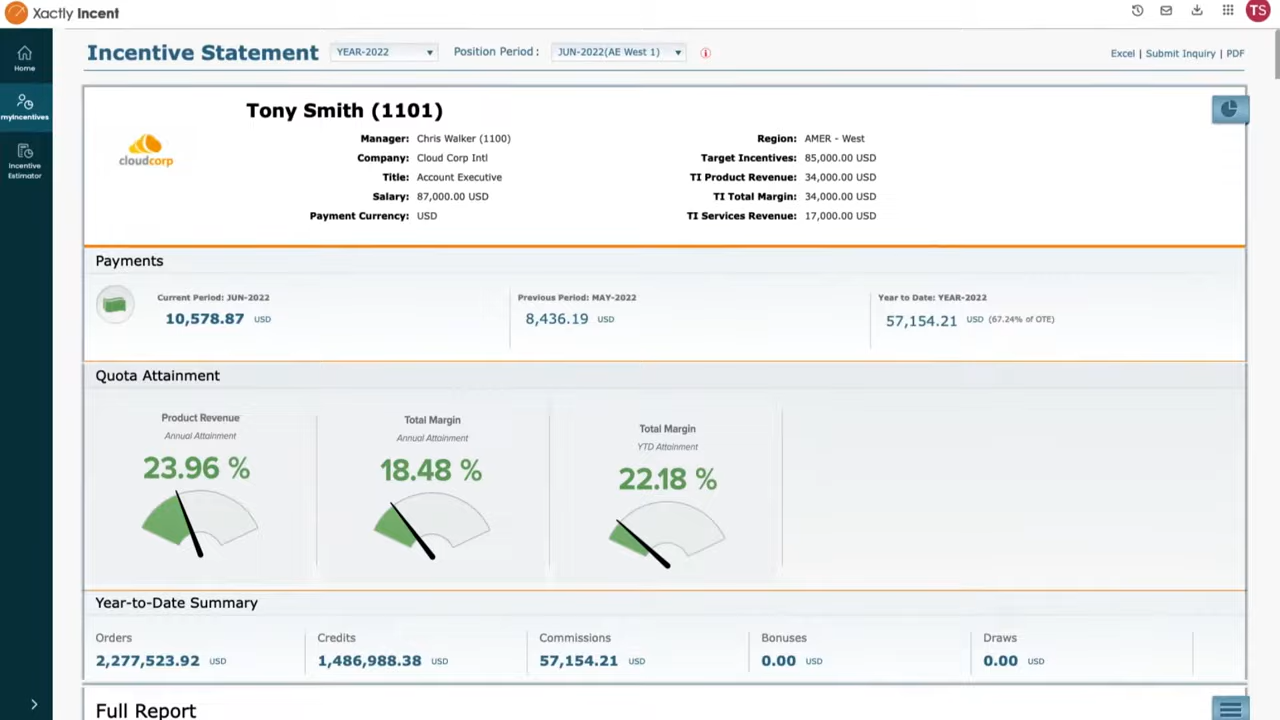 Xactly Incent
TS
Home
myIncentives
Incentive
Estimator
Incentive Statement YEAR-2022 Position Period : JUN-2022(AE West 1)
Excel | Submit Inquiry | PDF
cloudcorp
Tony Smith (1101)
Manager: Chris Walker (1100)
Company: Cloud Corp Intl
Title: Account Executive
Salary: 87,000.00 USD
Payment Currency: USD
Region: AMER - West
Target Incentives: 85,000.00 USD
TI Product Revenue: 34,000.00 USD
TI Total Margin: 34,000.00 USD
TI Services Revenue: 17,000.00 USD
Payments
Current Period: JUN-2022
10,578.87 USD
Previous Period: MAY-2022
8,436.19 USD
Year to Date: YEAR-2022
57,154.21 USD (67.24% of OTE)
Quota Attainment
Product Revenue
Annual Attainment
23.96 %
Total Margin
Annual Attainment
18.48 %
Total Margin
YTD Attainment
22.18 %
Year-to-Date Summary
Orders
2,277,523.92 USD
Credits
1,486,988.38 USD
Commissions
57,154.21 USD
Bonuses
0.00 USD
Draws
0.00 USD
Full Report